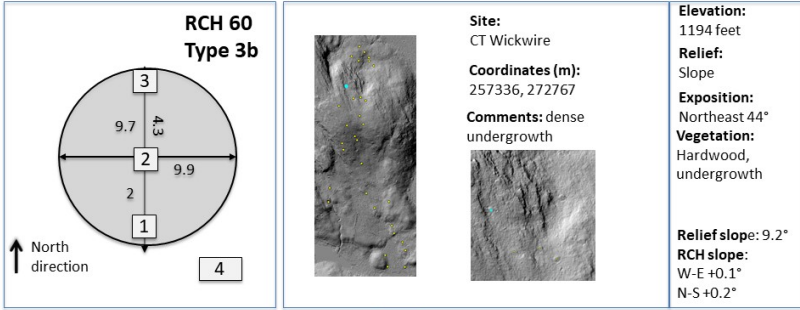 RCH 60
Type 3b
3
9.7
4.3
2
9.9
2
1
North
direction
4
Site:
CT Wickwire
Coordinates (m):
257336, 272767
Comments: dense
undergrowth
Elevation:
1194 feet
Relief:
Slope
Exposition:
Northeast 44°
Vegetation:
Hardwood,
undergrowth
Relief slope: 9.2°
RCH slope:
W-E +0.1°
N-S +0.2°